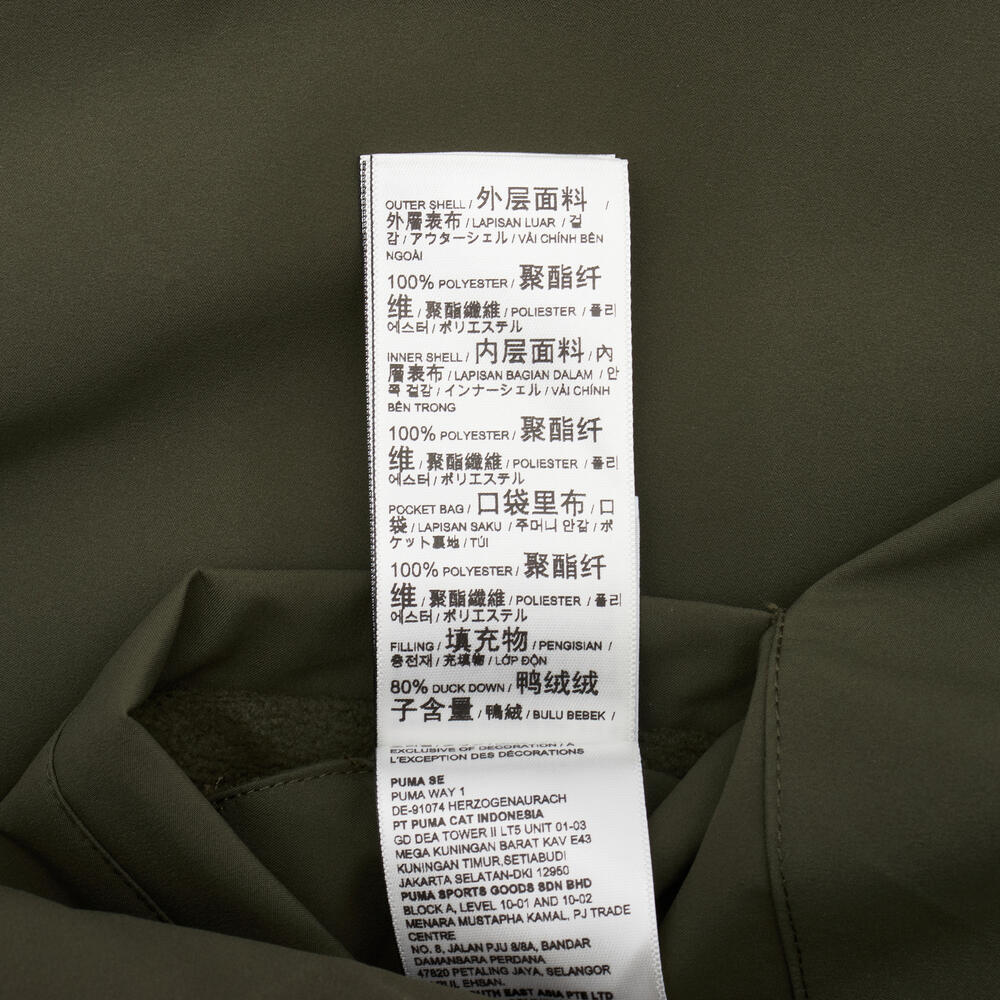 OUTER SHELL / 外层面料 /
外層表布 / LAPISAN LUAR / 겉
감 / アウターシェル / VẢI CHÍNH BÊN
NGOÀI
100% POLYESTER / 聚酯纤
维 / 聚酯纖維 / POLIESTER / 폴리
에스터 / ポリエステル
INNER SHELL / 内层面料 / 內
層表布 / LAPISAN BAGIAN DALAM / 안
쪽 겉감 / インナーシェル / VẢI CHÍNH
BÊN TRONG
100% POLYESTER / 聚酯纤
维 / 聚酯纖維 / POLIESTER / 폴리
에스터 / ポリエステル
POCKET BAG / 口袋里布 / 口
袋 / LAPISAN SAKU / 주머니 안감 / ポ
ケット裏地 / TÚI
100% POLYESTER / 聚酯纤
维 / 聚酯纖維 / POLIESTER / 폴리
에스터 / ポリエステル
FILLING / 填充物 / PENGISIAN /
충전재 / 充填物 / LỚP ĐỘN
80% DUCK DOWN / 鸭绒绒
子含量 / 鴨絨 / BULU BEBEK /
EXCLUSIVE OF DECORATION / A
L'EXCEPTION DES DÉCORATIONS
PUMA SE
PUMA WAY 1
DE-91074 HERZOGENAURACH
PT PUMA CAT INDONESIA
GD DEA TOWER II LT5 UNIT 01-03
MEGA KUNINGAN BARAT KAV E43
KUNINGAN TIMUR,SETIABUDI
JAKARTA SELATAN-DKI 12950
PUMA SPORTS GOODS SDN BHD
BLOCK A, LEVEL 10-01 AND 10-02
MENARA MUSTAPHA KAMAL, PJ TRADE
CENTRE
NO. 8, JALAN PJU 8/8A, BANDAR
DAMANSARA PERDANA
47820 PETALING JAYA, SELANGOR
EHSAN.
EAST ASIA PTE LTD